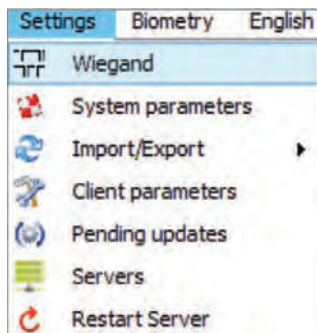 Settings Biometry English
Wiegand
System parameters
Import/Export
Client parameters
Pending updates
Servers
Restart Server